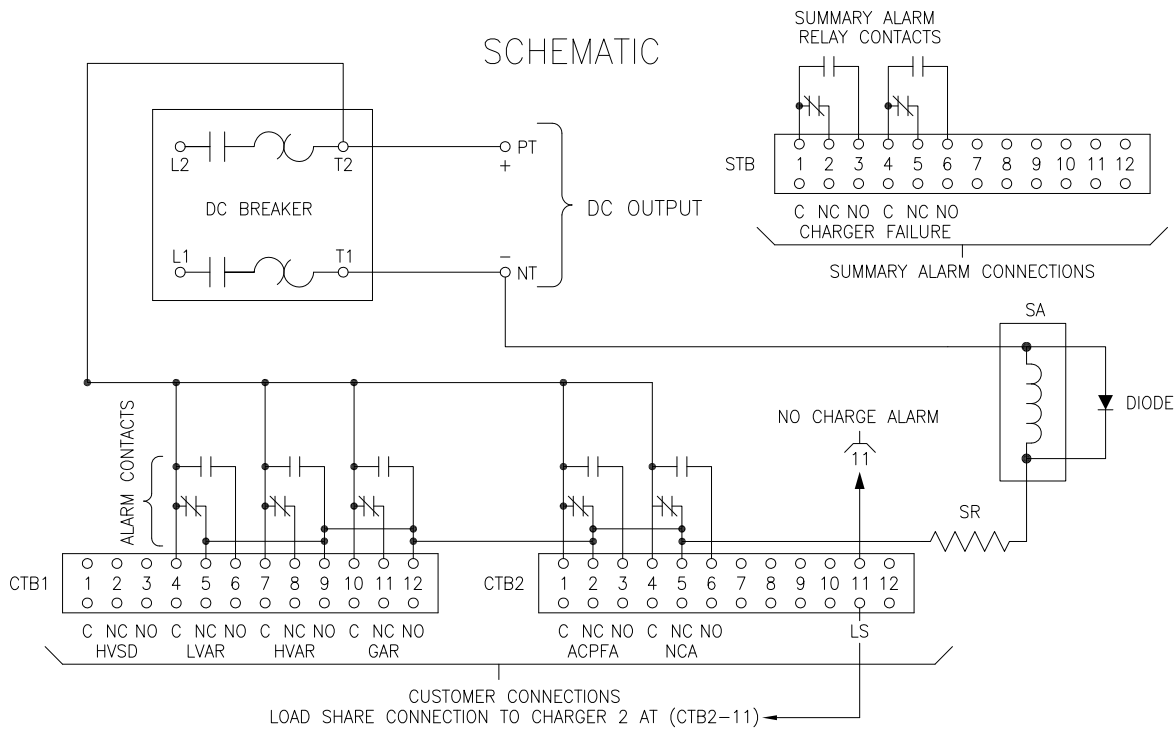 SCHEMATIC
SUMMARY ALARM
RELAY CONTACTS
L2
T2
PT
+
DC BREAKER
DC OUTPUT
L1
T1
−
NT
STB
1 2 3 4 5 6 7 8 9 10 11 12
C NC NO C NC NO
CHARGER FAILURE
SUMMARY ALARM CONNECTIONS
SA
DIODE
NO CHARGE ALARM
11
SR
ALARM CONTACTS
CTB1
1 2 3 4 5 6 7 8 9 10 11 12
C NC NO C NC NO C NC NO C NC NO
HVSD LVAR HVAR GAR
CTB2
1 2 3 4 5 6 7 8 9 10 11 12
C NC NO C NC NO LS
ACPFA NCA
CUSTOMER CONNECTIONS
LOAD SHARE CONNECTION TO CHARGER 2 AT (CTB2−11)